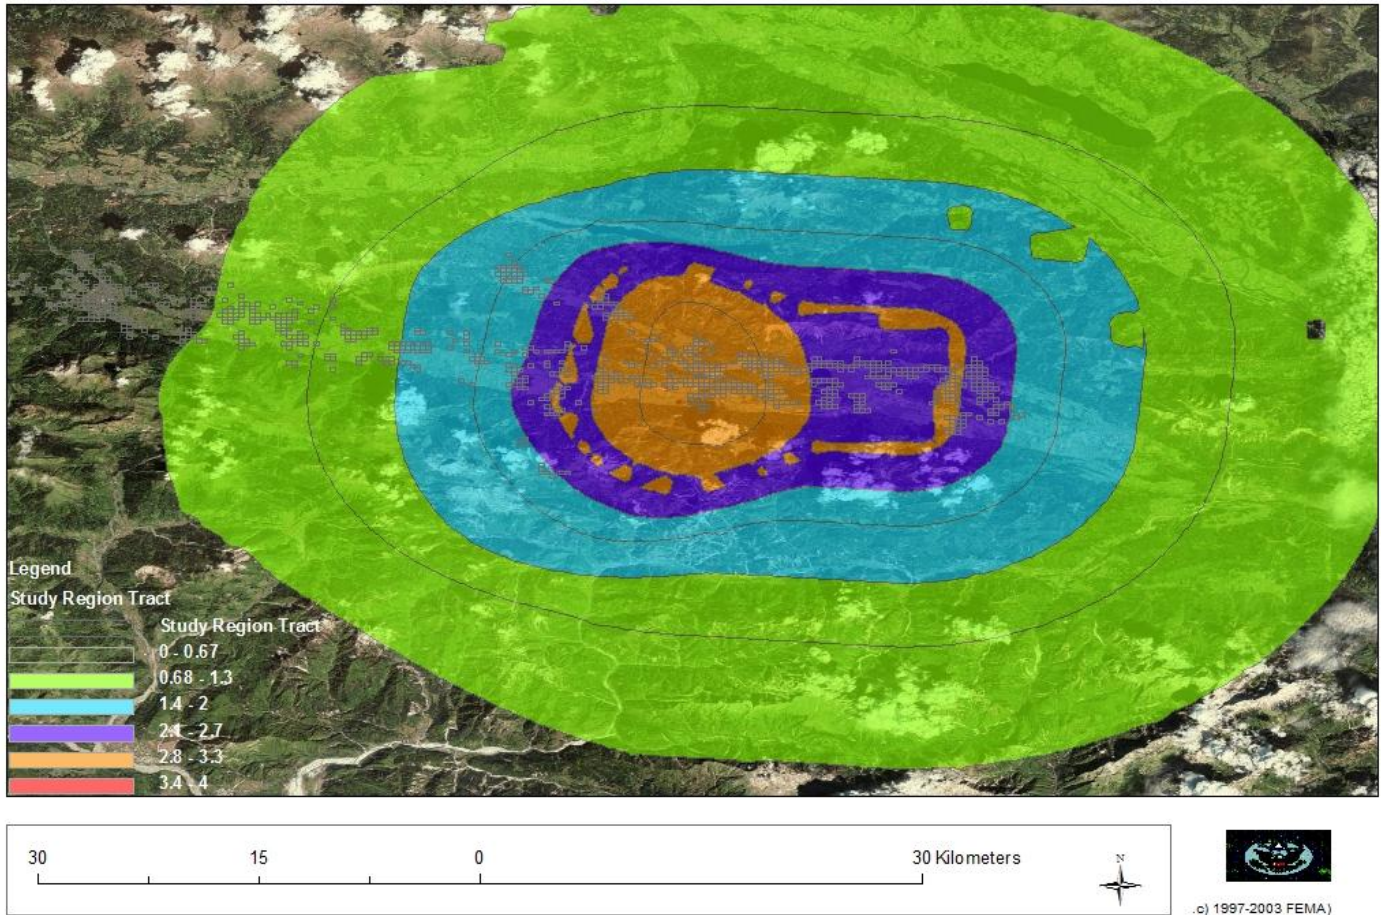 Legend
Study Region Tract
Study Region Tract
0 - 0.67
0.68 - 1.3
1.4 - 2
2.1 - 2.7
2.8 - 3.3
3.4 - 4
30 15 0 30 Kilometers
N
.c) 1997-2003 FEMA)